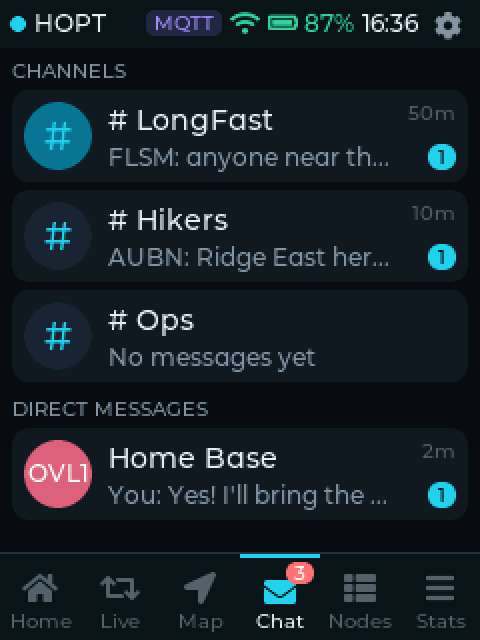 HOPT MQTT 87% 16:36
CHANNELS
# # LongFast 50m
FLSM: anyone near th... 1
# # Hikers 10m
AUBN: Ridge East her... 1
# # Ops
No messages yet
DIRECT MESSAGES
OVL1 Home Base 2m
You: Yes! I'll bring the ... 1
3
Home Live Map Chat Nodes Stats